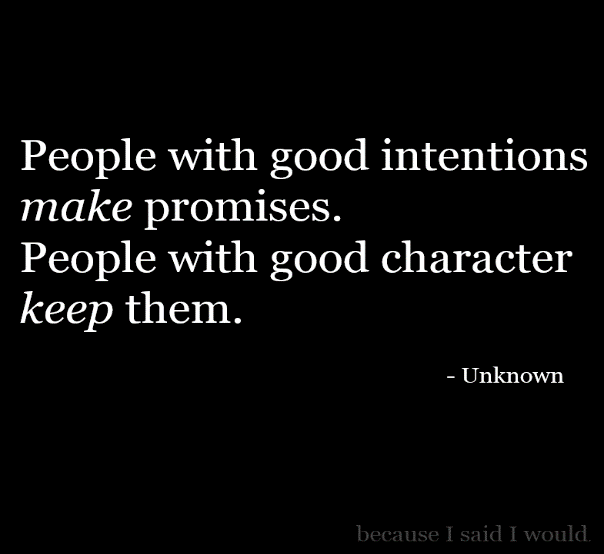 People with good intentions
make promises.
People with good character
keep them.
- Unknown
because I said I would.